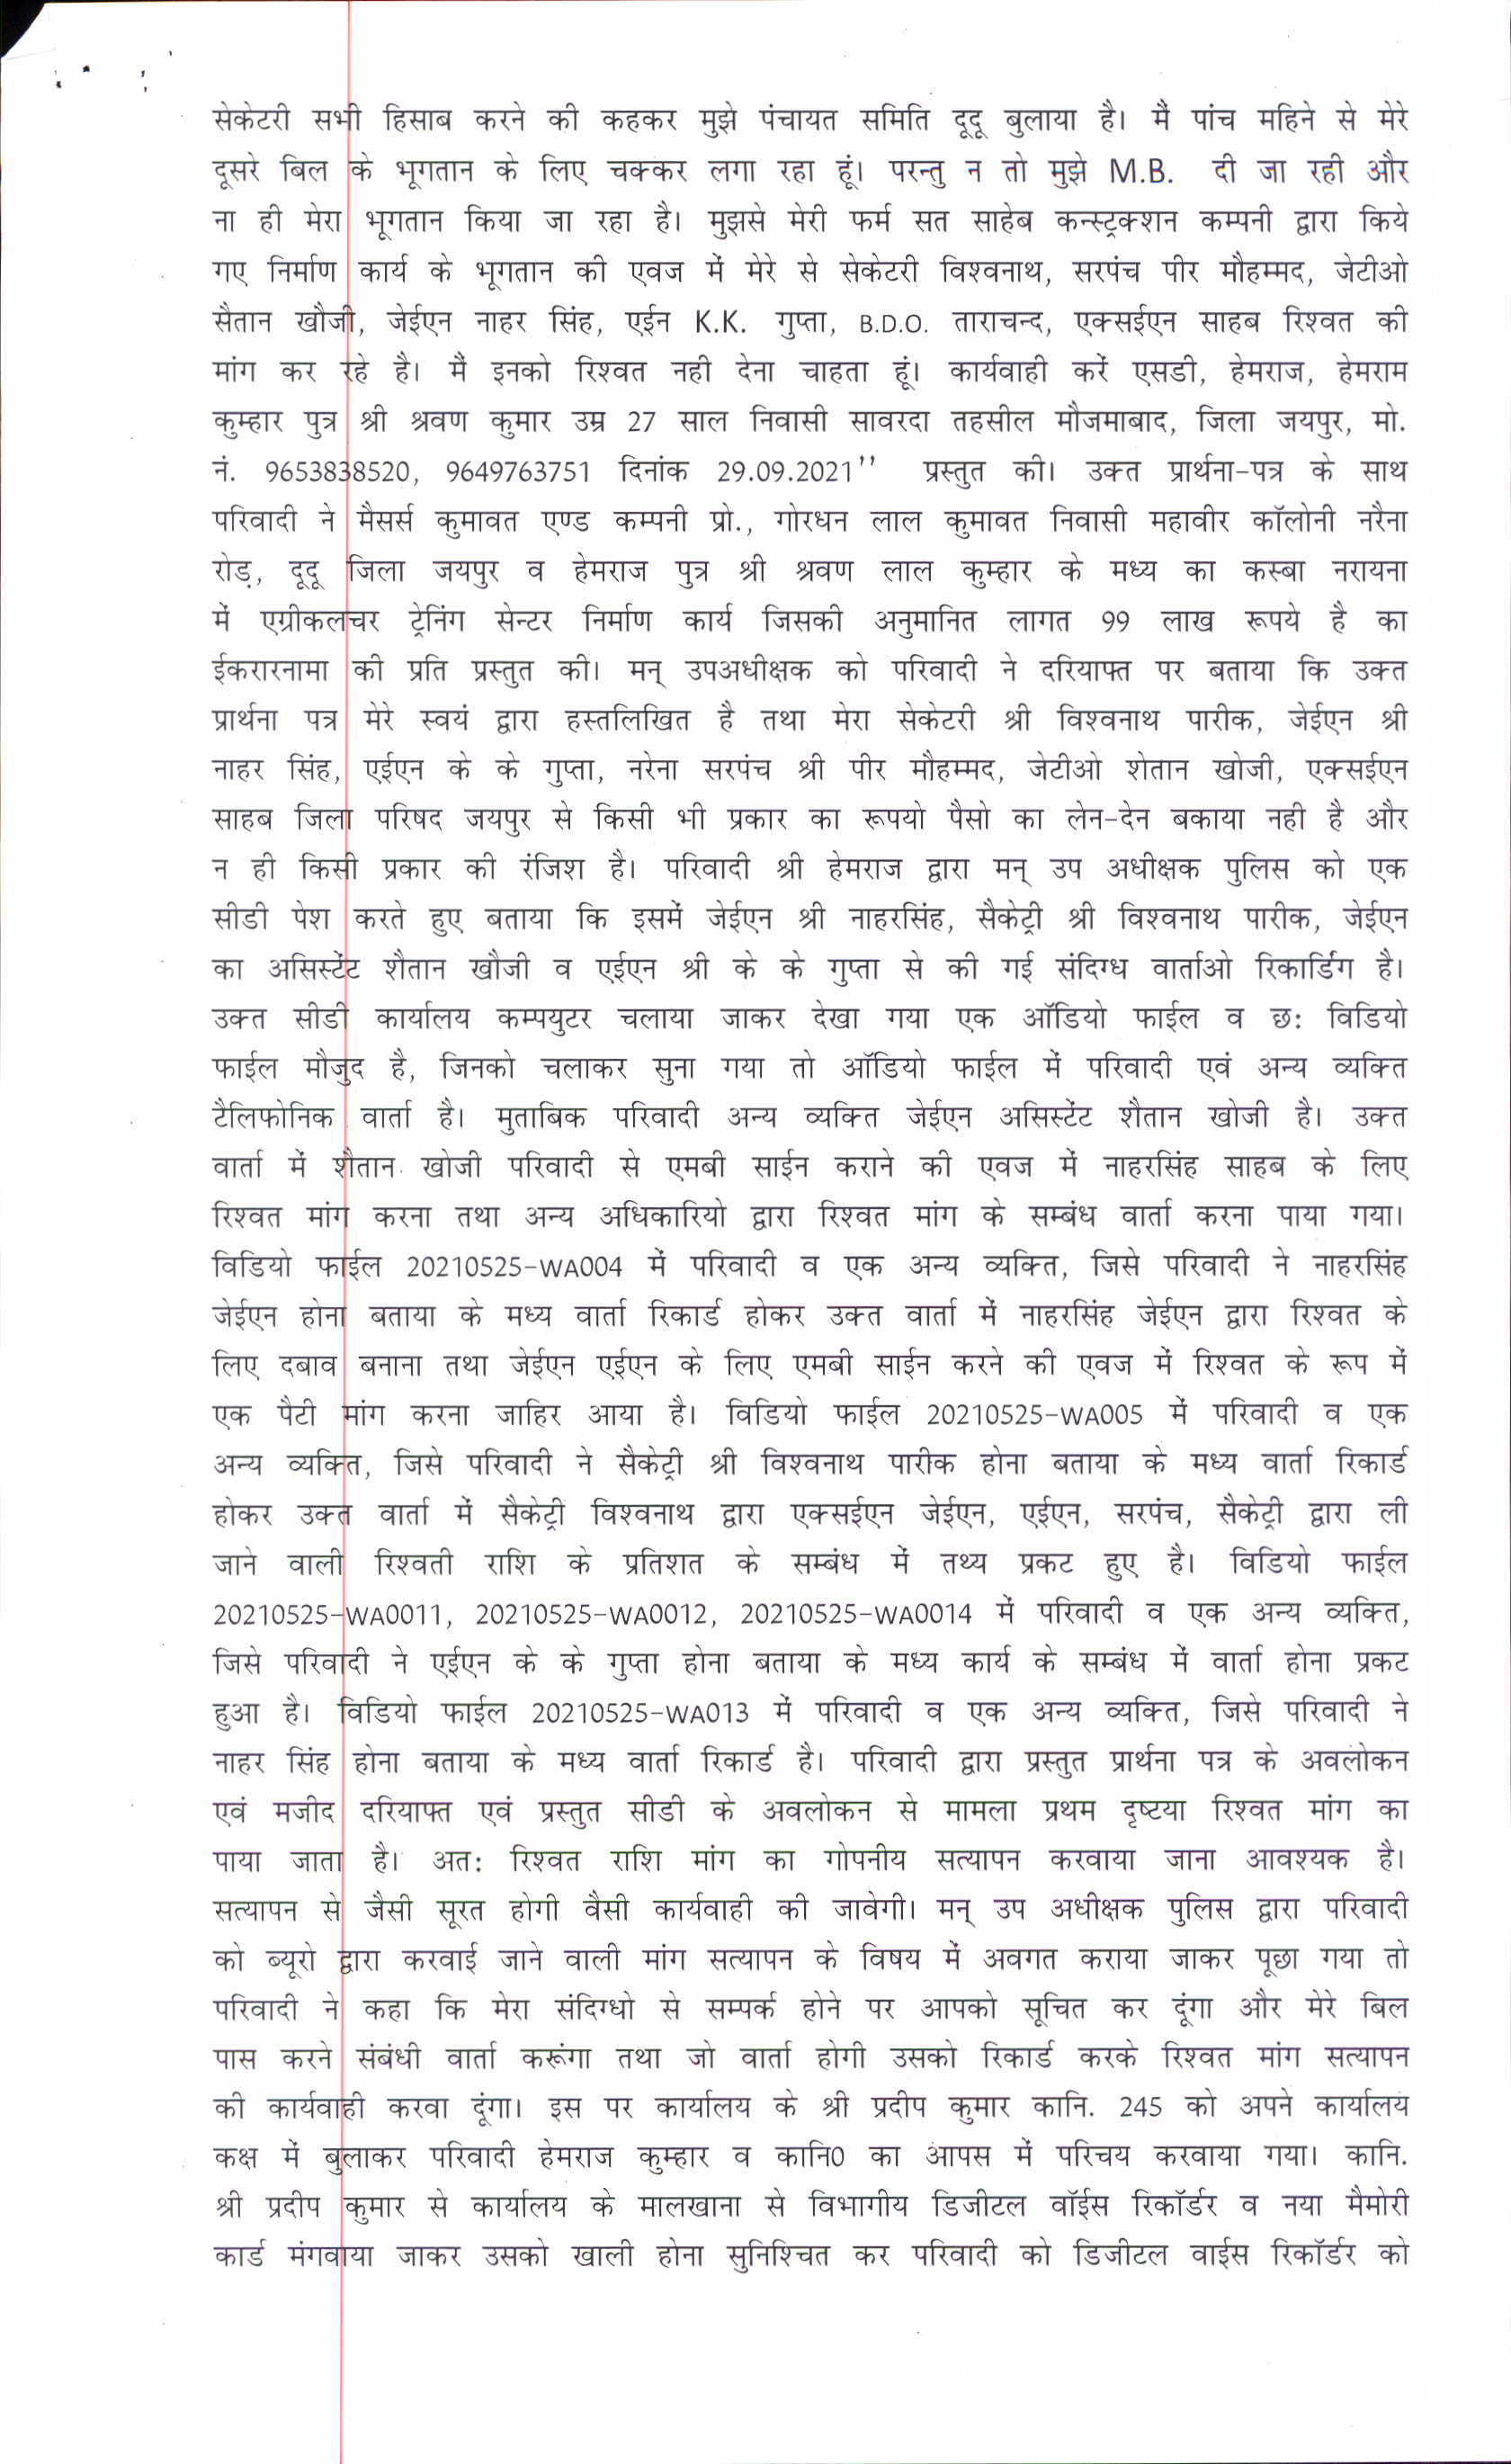 सेकेटरी सभी हिसाब करने की कहकर मुझे पंचायत समिति दूदू बुलाया है। मैं पांच महिने से मेरे
दूसरे बिल के भूगतान के लिए चक्कर लगा रहा हूं। परन्तु न तो मुझे M.B. दी जा रही और
ना ही मेरा भूगतान किया जा रहा है। मुझसे मेरी फर्म सत साहेब कन्स्ट्रक्शन कम्पनी द्वारा किये
गए निर्माण कार्य के भूगतान की एवज में मेरे से सेकेटरी विश्वनाथ, सरपंच पीर मौहम्मद, जेटीओ
सैतान खौजी, जेईएन नाहर सिंह, एईन K.K. गुप्ता, B.D.O. ताराचन्द, एक्सईएन साहब रिश्वत की
मांग कर रहे है। मैं इनको रिश्वत नही देना चाहता हूं। कार्यवाही करें एसडी, हेमराज, हेमराम
कुम्हार पुत्र श्री श्रवण कुमार उम्र 27 साल निवासी सावरदा तहसील मौजमाबाद, जिला जयपुर, मो.
नं. 9653838520, 9649763751 दिनांक 29.09.2021’’ प्रस्तुत की। उक्त प्रार्थना-पत्र के साथ
परिवादी ने मैसर्स कुमावत एण्ड कम्पनी प्रो., गोरधन लाल कुमावत निवासी महावीर कॉलोनी नरैना
रोड़, दूदू जिला जयपुर व हेमराज पुत्र श्री श्रवण लाल कुम्हार के मध्य का कस्बा नरायना
में एग्रीकलचर ट्रेनिंग सेन्टर निर्माण कार्य जिसकी अनुमानित लागत 99 लाख रूपये है का
ईकरारनामा की प्रति प्रस्तुत की। मन् उपअधीक्षक को परिवादी ने दरियाफ्त पर बताया कि उक्त
प्रार्थना पत्र मेरे स्वयं द्वारा हस्तलिखित है तथा मेरा सेकेटरी श्री विश्वनाथ पारीक, जेईएन श्री
नाहर सिंह, एईएन के के गुप्ता, नरेना सरपंच श्री पीर मौहम्मद, जेटीओ शेतान खोजी, एक्सईएन
साहब जिला परिषद जयपुर से किसी भी प्रकार का रूपयो पैसो का लेन-देन बकाया नही है और
न ही किसी प्रकार की रंजिश है। परिवादी श्री हेमराज द्वारा मन् उप अधीक्षक पुलिस को एक
सीडी पेश करते हुए बताया कि इसमें जेईएन श्री नाहरसिंह, सैकेट्री श्री विश्वनाथ पारीक, जेईएन
का असिस्टेंट शैतान खौजी व एईएन श्री के के गुप्ता से की गई संदिग्ध वार्ताओ रिकार्डिंग है।
उक्त सीडी कार्यालय कम्पयुटर चलाया जाकर देखा गया एक ऑडियो फाईल व छः विडियो
फाईल मौजुद है, जिनको चलाकर सुना गया तो ऑडियो फाईल में परिवादी एवं अन्य व्यक्ति
टैलिफोनिक वार्ता है। मुताबिक परिवादी अन्य व्यक्ति जेईएन असिस्टेंट शैतान खोजी है। उक्त
वार्ता में शैतान खोजी परिवादी से एमबी साईन कराने की एवज में नाहरसिंह साहब के लिए
रिश्वत मांग करना तथा अन्य अधिकारियो द्वारा रिश्वत मांग के सम्बंध वार्ता करना पाया गया।
विडियो फाईल 20210525-WA004 में परिवादी व एक अन्य व्यक्ति, जिसे परिवादी ने नाहरसिंह
जेईएन होना बताया के मध्य वार्ता रिकार्ड होकर उक्त वार्ता में नाहरसिंह जेईएन द्वारा रिश्वत के
लिए दबाव बनाना तथा जेईएन एईएन के लिए एमबी साईन करने की एवज में रिश्वत के रूप में
एक पैटी मांग करना जाहिर आया है। विडियो फाईल 20210525-WA005 में परिवादी व एक
अन्य व्यक्ति, जिसे परिवादी ने सैकेट्री श्री विश्वनाथ पारीक होना बताया के मध्य वार्ता रिकार्ड
होकर उक्त वार्ता में सैकेट्री विश्वनाथ द्वारा एक्सईएन जेईएन, एईएन, सरपंच, सैकेट्री द्वारा ली
जाने वाली रिश्वती राशि के प्रतिशत के सम्बंध में तथ्य प्रकट हुए है। विडियो फाईल
20210525-WA0011, 20210525-WA0012, 20210525-WA0014 में परिवादी व एक अन्य व्यक्ति,
जिसे परिवादी ने एईएन के के गुप्ता होना बताया के मध्य कार्य के सम्बंध में वार्ता होना प्रकट
हुआ है। विडियो फाईल 20210525-WA013 में परिवादी व एक अन्य व्यक्ति, जिसे परिवादी ने
नाहर सिंह होना बताया के मध्य वार्ता रिकार्ड है। परिवादी द्वारा प्रस्तुत प्रार्थना पत्र के अवलोकन
एवं मजीद दरियाफ्त एवं प्रस्तुत सीडी के अवलोकन से मामला प्रथम दृष्टया रिश्वत मांग का
पाया जाता है। अतः रिश्वत राशि मांग का गोपनीय सत्यापन करवाया जाना आवश्यक है।
सत्यापन से जैसी सूरत होगी वैसी कार्यवाही की जावेगी। मन् उप अधीक्षक पुलिस द्वारा परिवादी
को ब्यूरो द्वारा करवाई जाने वाली मांग सत्यापन के विषय में अवगत कराया जाकर पूछा गया तो
परिवादी ने कहा कि मेरा संदिग्धो से सम्पर्क होने पर आपको सूचित कर दूंगा और मेरे बिल
पास करने संबंधी वार्ता करूंगा तथा जो वार्ता होगी उसको रिकार्ड करके रिश्वत मांग सत्यापन
की कार्यवाही करवा दूंगा। इस पर कार्यालय के श्री प्रदीप कुमार कानि. 245 को अपने कार्यालय
कक्ष में बुलाकर परिवादी हेमराज कुम्हार व कानि0 का आपस में परिचय करवाया गया। कानि.
श्री प्रदीप कुमार से कार्यालय के मालखाना से विभागीय डिजीटल वॉईस रिकॉर्डर व नया मैमोरी
कार्ड मंगवाया जाकर उसको खाली होना सुनिश्चित कर परिवादी को डिजीटल वाईस रिकॉर्डर को